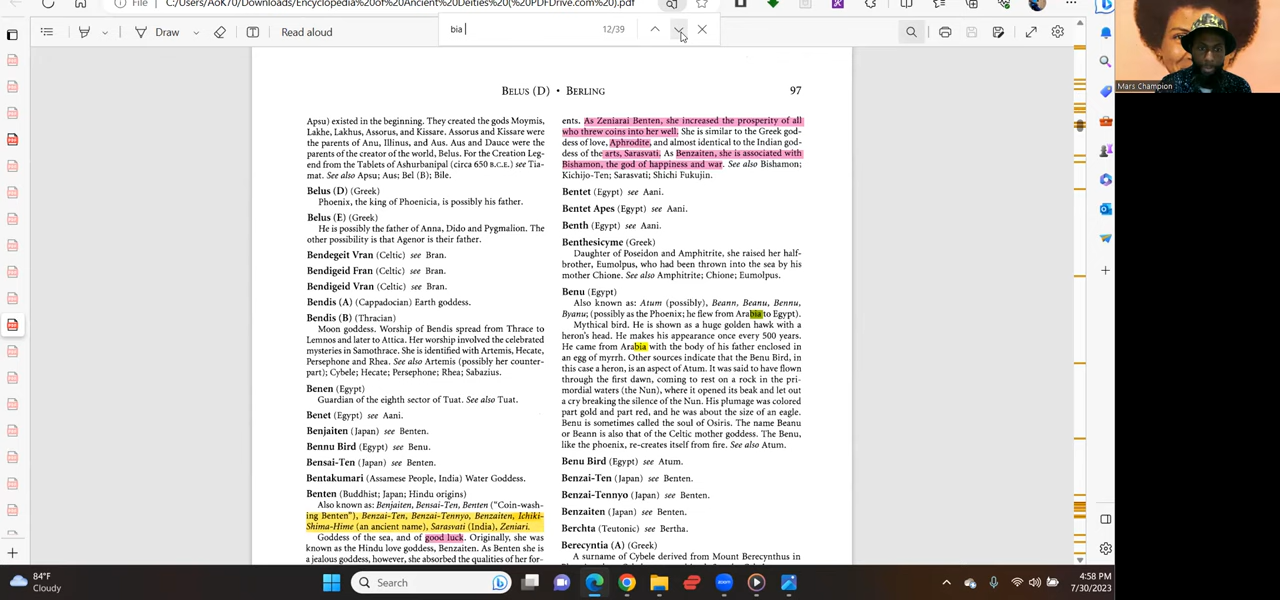 File
C:/Users/AoK70/Downloads/Encyclopedia%20of%20Ancient%20Deities%20(%20PDFDrive.com%20).pdf
Draw
Read aloud
bia
12/39
Mars Champion
BELUS (D) • BERLING
97
Apsu) existed in the beginning. They created the gods Moymis,
Lakhe, Lakhus, Assorus, and Kissare. Assorus and Kissare were
the parents of Anu, Illinus, and Aus. Aus and Dauce were the
parents of the creator of the world, Belus. For the Creation Leg-
end from the Tablets of Ashurbanipal (circa 650 B.C.E.) see Tia-
mat. See also Apsu; Aus; Bel (B); Bile.
Belus (D) (Greek)
Phoenix, the king of Phoenicia, is possibly his father.
Belus (E) (Greek)
He is possibly the father of Anna, Dido and Pygmalion. The
other possibility is that Agenor is their father.
Bendegeit Vran (Celtic) see Bran.
Bendigeid Fran (Celtic) see Bran.
Bendigeid Vran (Celtic) see Bran.
Bendis (A) (Cappadocian) Earth goddess.
Bendis (B) (Thracian)
Moon goddess. Worship of Bendis spread from Thrace to
Lemnos and later to Attica. Her worship involved the celebrated
mysteries in Samothrace. She is identified with Artemis, Hecate,
Persephone and Rhea. See also Artemis (possibly her counter-
part); Cybele; Hecate; Persephone; Rhea; Sabazius.
Benen (Egypt)
Guardian of the eighth sector of Tuat. See also Tuat.
Benet (Egypt) see Aani.
Benjaiten (Japan) see Benten.
Bennu Bird (Egypt) see Benu.
Bensai-Ten (Japan) see Benten.
Bentakumari (Assamese People, India) Water Goddess.
Benten (Buddhist; Japan; Hindu origins)
Also known as: Benjaiten, Bensai-Ten, Benten ("Coin-wash-
ing Benten"), Benzai-Ten, Benzai-Tennyo, Benzaiten, Ichiki-
Shima-Hime (an ancient name), Sarasvati (India), Zeniari.
Goddess of the sea, and of good luck. Originally, she was
known as the Hindu love goddess, Benzaiten. As Benten she is
a jealous goddess, however, she absorbed the qualities of her for-
ents. As Zeniarai Benten, she increased the prosperity of all
who threw coins into her well. She is similar to the Greek god-
dess of love, Aphrodite, and almost identical to the Indian god-
dess of the arts, Sarasvati. As Benzaiten, she is associated with
Bishamon, the god of happiness and war. See also Bishamon;
Kichijo-Ten; Sarasvati; Shichi Fukujin.
Bentet (Egypt) see Aani.
Bentet Apes (Egypt) see Aani.
Benth (Egypt) see Aani.
Benthesicyme (Greek)
Daughter of Poseidon and Amphitrite, she raised her half-
brother, Eumolpus, who had been thrown into the sea by his
mother Chione. See also Amphitrite; Chione; Eumolpus.
Benu (Egypt)
Also known as: Atum (possibly), Beann, Beanu, Bennu,
Byanu; (possibly as the Phoenix; he flew from Arabia to Egypt).
Mythical bird. He is shown as a huge golden hawk with a
heron's head. He makes his appearance once every 500 years.
He came from Arabia with the body of his father enclosed in
an egg of myrrh. Other sources indicate that the Benu Bird, in
this case a heron, is an aspect of Atum. It was said to have flown
through the first dawn, coming to rest on a rock in the pri-
mordial waters (the Nun), where it opened its beak and let out
a cry breaking the silence of the Nun. His plumage was colored
part gold and part red, and he was about the size of an eagle.
Benu is sometimes called the soul of Osiris. The name Beanu
or Beann is also that of the Celtic mother goddess. The Benu,
like the phoenix, re-creates itself from fire. See also Atum.
Benu Bird (Egypt) see Atum.
Benzai-Ten (Japan) see Benten.
Benzai-Tennyo (Japan) see Benten.
Benzaiten (Japan) see Benten.
Berchta (Teutonic) see Bertha.
Berecyntia (A) (Greek)
A surname of Cybele derived from Mount Berecynthus in
84°F
Cloudy
Search
4:58 PM
7/30/2023